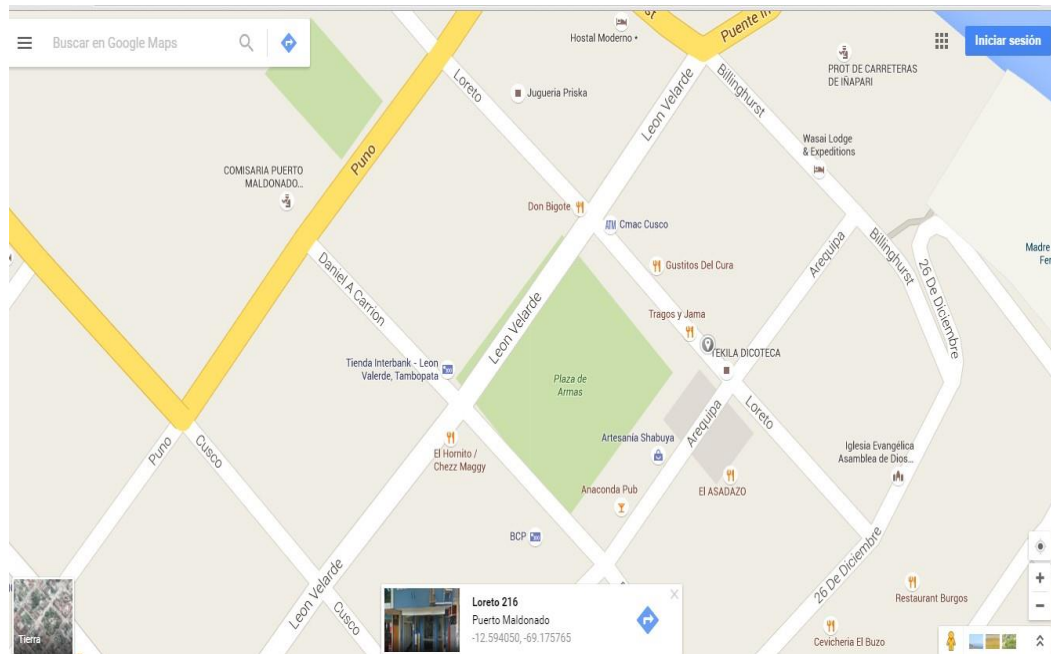 Buscar en Google Maps
Iniciar sesión
Hostal Moderno
Puente In
Loreto
Jugueria Priska
Leon Velarde
Billinghurst
PROT DE CARRETERAS
DE IÑAPARI
Puno
COMISARIA PUERTO
MALDONADO...
Wasai Lodge
& Expeditions
Don Bigote
ATM
Cmac Cusco
Gustitos Del Cura
Arequipa
Billinghurst
26 De Diciembre
Madre
Fer
Daniel A Carrion
Leon Velarde
Tragos y Jama
TEKILA DICOTECA
Tienda Interbank - Leon
Valerde, Tambopata
Plaza de
Armas
Arequipa
Loreto
Puno
Cusco
El Hornito /
Chezz Maggy
Artesanía Shabuya
Iglesia Evangélica
Asamblea de Dios...
Anaconda Pub
El ASADAZO
BCP
Leon Velarde
Cusco
26 De Diciembre
Restaurant Burgos
Cevicheria El Buzo
Tierra
Loreto 216
Puerto Maldonado
-12.594050, -69.175765